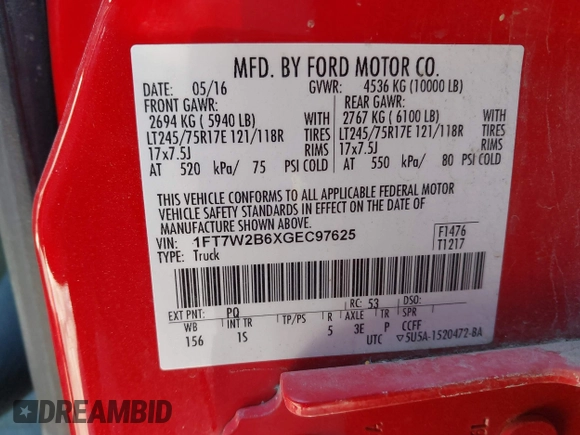 MFD. BY FORD MOTOR CO.
DATE: 05/16 GVWR: 4536 KG (10000 LB)
FRONT GAWR: REAR GAWR:
2694 KG ( 5940 LB) WITH 2767 KG ( 6100 LB) WITH
LT245/75R17E 121/118R TIRES LT245/75R17E 121/118R TIRES
17x7.5J RIMS 17x7.5J RIMS
AT 520 kPa/ 75 PSI COLD AT 550 kPa/ 80 PSI COLD
THIS VEHICLE CONFORMS TO ALL APPLICABLE FEDERAL MOTOR
VEHICLE SAFETY STANDARDS IN EFFECT ON THE DATE OF
MANUFACTURE SHOWN ABOVE.
VIN: 1FT7W2B6XGEC97625 F1476
TYPE: Truck T1217
EXT PNT: PQ RC: 53 DSO:
WB INT TR TP/PS R AXLE TR SPR
156 1S 5 3E P CCFF
UTC ▽5U5A-1520472-BA
DREAMBID